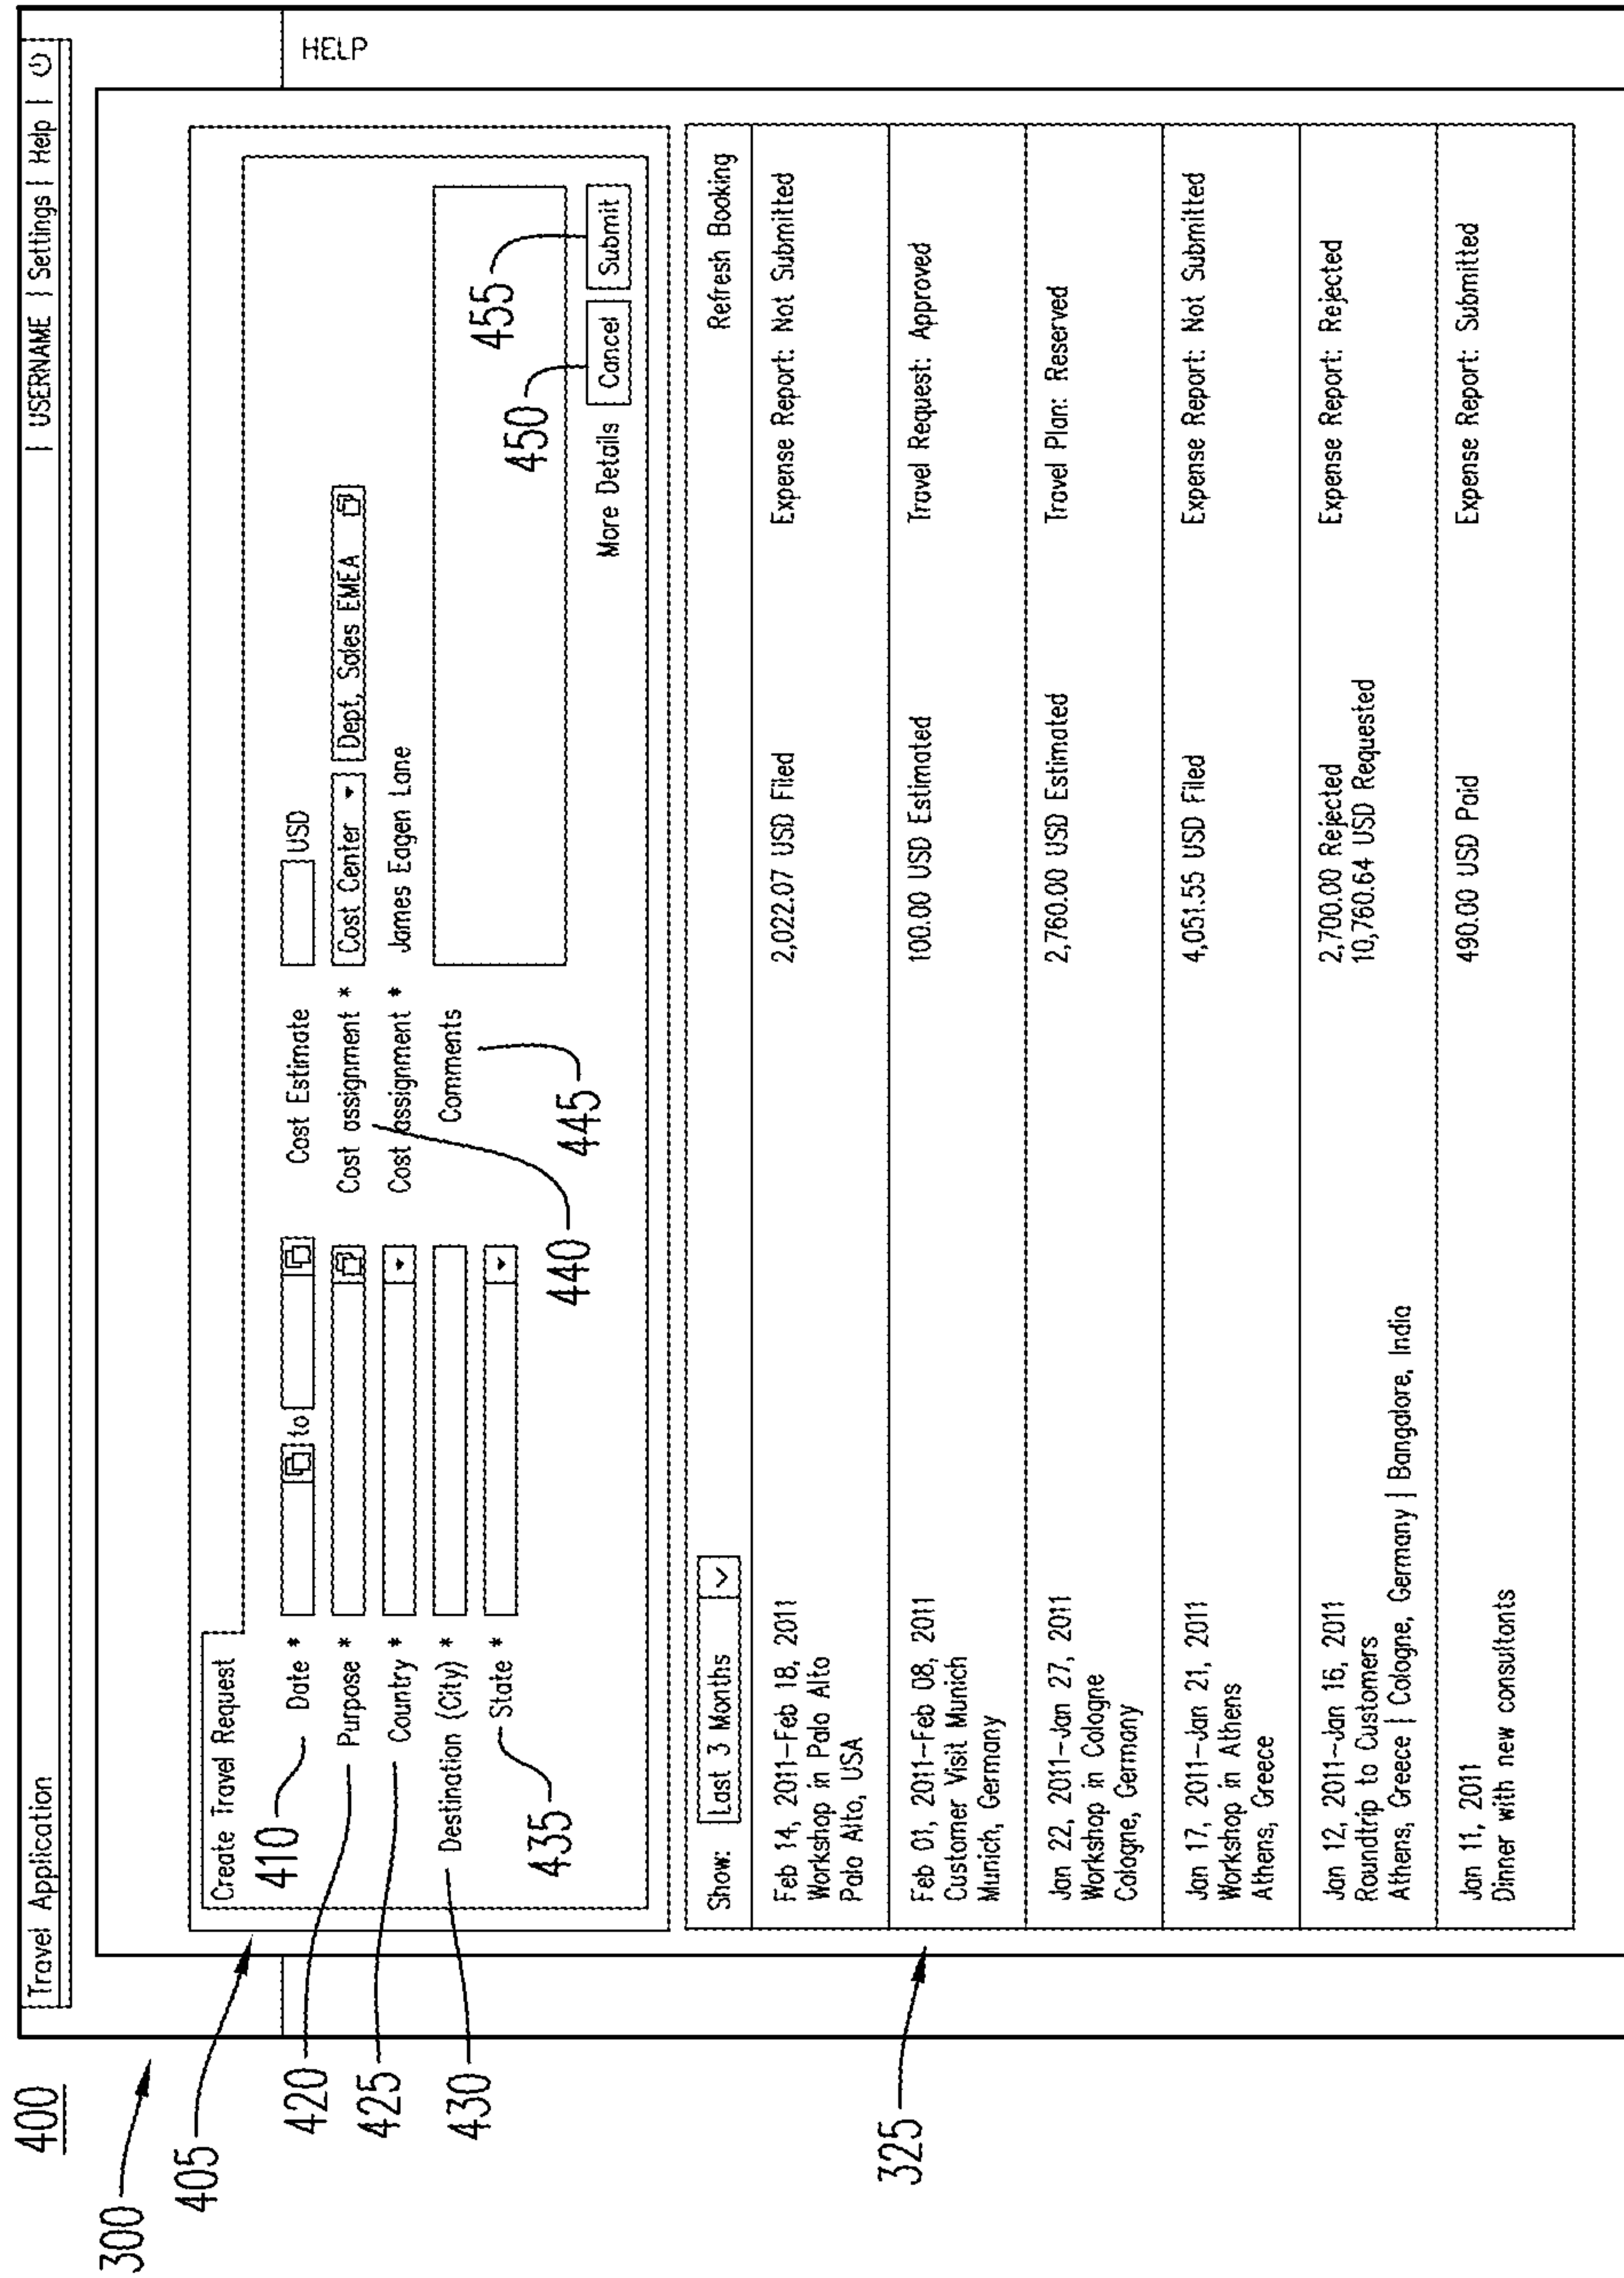 400
300
Travel Application | USERNAME | Settings | Help |
HELP
405
Create Travel Request
410 Date * to Cost Estimate USD
420 Purpose * Cost assignment * Cost Center Dept. Sales EMEA
425 Country * Cost assignment * James Eagen Lane
430 Destination (City) * Comments
435 State *
440
445
450
455
More Details Cancel Submit
325
Show: Last 3 Months Refresh Booking
Feb 14, 2011-Feb 18, 2011 2,022.07 USD Filed Expense Report: Not Submitted
Workshop in Palo Alto
Palo Alto, USA
Feb 01, 2011-Feb 08, 2011 100.00 USD Estimated Travel Request: Approved
Customer Visit Munich
Munich, Germany
Jan 22, 2011-Jan 27, 2011 2,760.00 USD Estimated Travel Plan: Reserved
Workshop in Cologne
Cologne, Germany
Jan 17, 2011-Jan 21, 2011 4,051.55 USD Filed Expense Report: Not Submitted
Workshop in Athens
Athens, Greece
Jan 12, 2011-Jan 16, 2011 2,700.00 Rejected Expense Report: Rejected
Roundtrip to Customers 10,760.64 USD Requested
Athens, Greece | Cologne, Germany | Bangalore, India
Jan 11, 2011 490.00 USD Paid Expense Report: Submitted
Dinner with new consultants